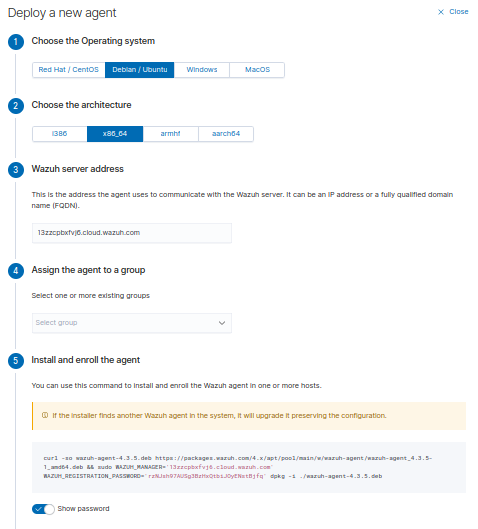 Deploy a new agent
Close
1
Choose the Operating system
Red Hat / CentOS
Debian / Ubuntu
Windows
MacOS
2
Choose the architecture
i386
x86_64
armhf
aarch64
3
Wazuh server address
This is the address the agent uses to communicate with the Wazuh server. It can be an IP address or a fully qualified domain
name (FQDN).
13zzcpbxfvj6.cloud.wazuh.com
4
Assign the agent to a group
Select one or more existing groups
Select group
5
Install and enroll the agent
You can use this command to install and enroll the Wazuh agent in one or more hosts.
If the installer finds another Wazuh agent in the system, it will upgrade it preserving the configuration.
curl -so wazuh-agent-4.3.5.deb https://packages.wazuh.com/4.x/apt/pool/main/w/wazuh-agent/wazuh-agent_4.3.5-
1_amd64.deb && sudo WAZUH_MANAGER='13zzcpbxfvj6.cloud.wazuh.com'
WAZUH_REGISTRATION_PASSWORD= dpkg -i ./wazuh-agent-4.3.5.deb
Show password